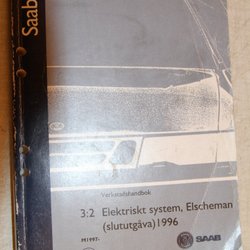 Saab
Verkstadshandbok
3:2 Elektriskt system, Elscheman
(slututgåva) 1996
M1997-
SAAB